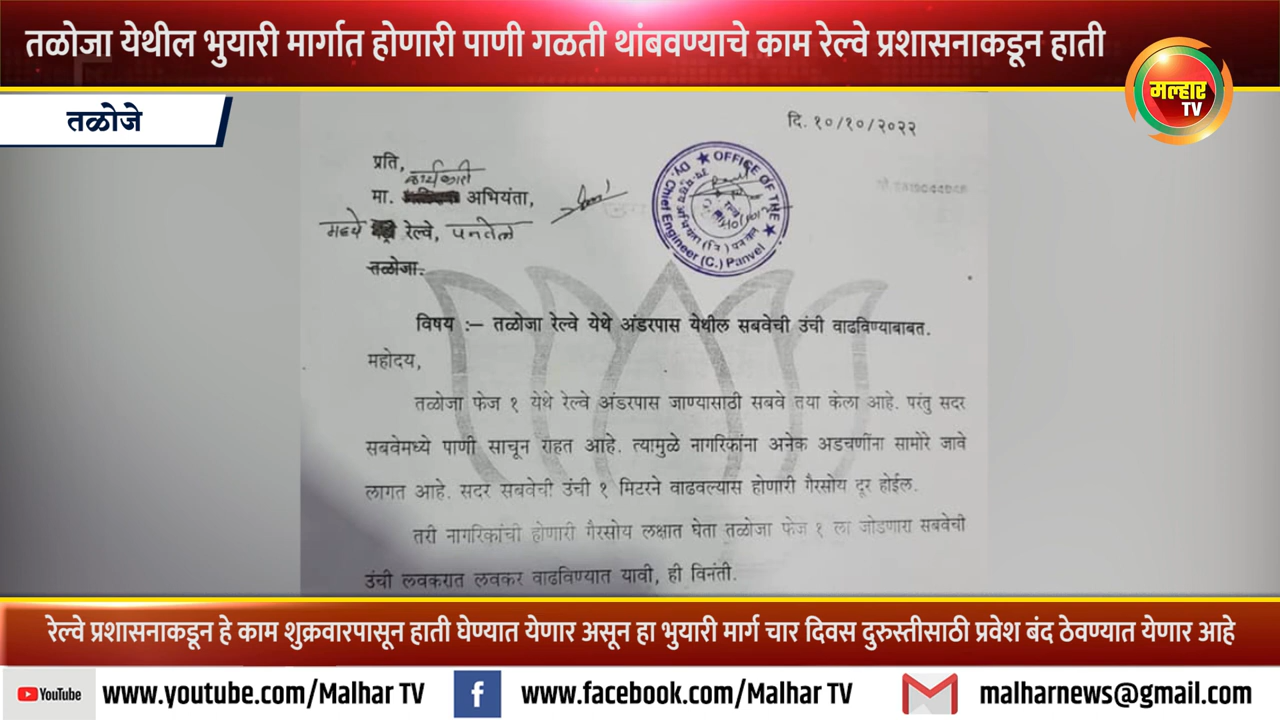 तळोजा येथील भुयारी मार्गात होणारी पाणी गळती थांबवण्याचे काम रेल्वे प्रशासनाकडून हाती
मल्हार
TV
तळोजे
दि. १०/१०/२०२२
प्रति,
कार्यकारी
मा. अभियंता,
मध्ये रेल्वे, पनवेल
तळोजा.
OFFICE OF THE
Dy. Chief Engineer (C.) Panvel
विषय :– तळोजा रेल्वे येथे अंडरपास येथील सबवेची उंची वाढविण्याबाबत.
महोदय,
तळोजा फेज १ येथे रेल्वे अंडरपास जाण्यासाठी सबवे तया केला आहे. परंतु सदर
सबवेमध्ये पाणी साचून राहत आहे. त्यामुळे नागरिकांना अनेक अडचणींना सामोरे जावे
लागत आहे. सदर सबवेची उंची १ मिटरने वाढवल्यास होणारी गैरसोय दूर होईल.
तरी नागरिकांची होणारी गैरसोय लक्षात घेता तळोजा फेज १ ला जोडणारा सबवेची
उंची लवकरात लवकर वाढविण्यात यावी, ही विनंती.
रेल्वे प्रशासनाकडून हे काम शुक्रवारपासून हाती घेण्यात येणार असून हा भुयारी मार्ग चार दिवस दुरुस्तीसाठी प्रवेश बंद ठेवण्यात येणार आहे
YouTube www.youtube.com/Malhar TV www.facebook.com/Malhar TV malharnews@gmail.com